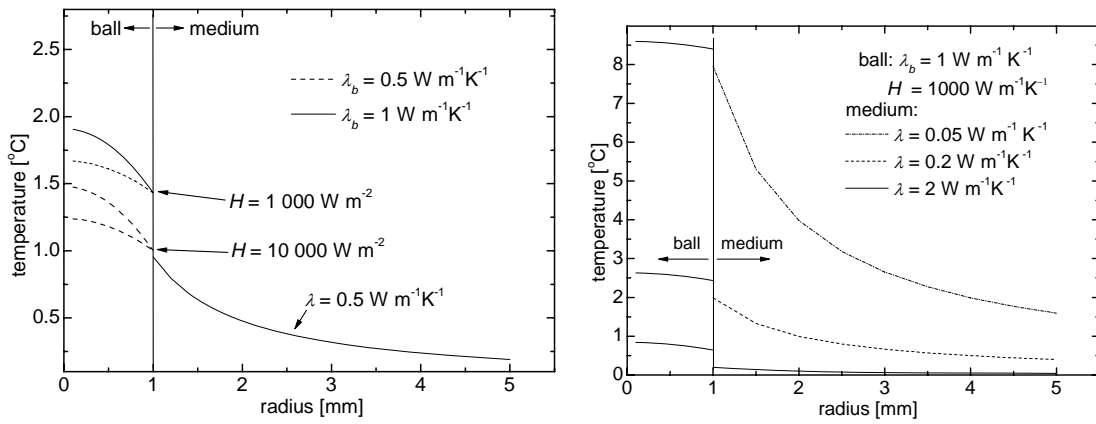 ball medium
λb = 0.5 W m-1K-1
λb = 1 W m-1K-1
H = 1 000 W m-2
H = 10 000 W m-2
λ = 0.5 W m-1K-1
temperature [oC]
2.5
2.0
1.5
1.0
0.5
0 1 2 3 4 5
radius [mm]
ball: λb = 1 W m-1 K-1
H = 1000 W m-1K-1
medium:
λ = 0.05 W m-1 K-1
λ = 0.2 W m-1K-1
λ = 2 W m-1K-1
ball medium
temperature [oC]
8
7
6
5
4
3
2
1
0
0 1 2 3 4 5
radius [mm]